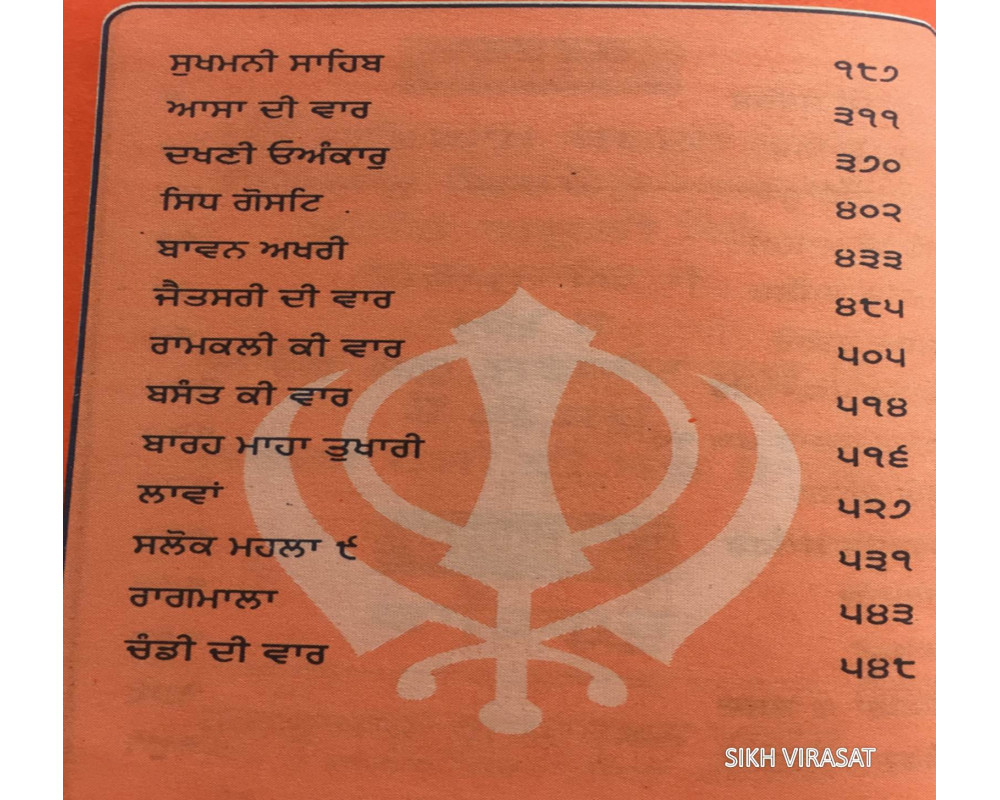 ਸੁਖਮਨੀ ਸਾਹਿਬ ੧੮੭
ਆਸਾ ਦੀ ਵਾਰ ੩੧੧
ਦਖਣੀ ਓਅੰਕਾਰੁ ੩੭੦
ਸਿਧ ਗੋਸਟਿ ੪੦੨
ਬਾਵਨ ਅਖਰੀ ੪੩੩
ਜੈਤਸਰੀ ਦੀ ਵਾਰ ੪੮੫
ਰਾਮਕਲੀ ਕੀ ਵਾਰ ੫੦੫
ਬਸੰਤ ਕੀ ਵਾਰ ੫੧੪
ਬਾਰਹ ਮਾਹਾ ਤੁਖਾਰੀ ੫੧੬
ਲਾਵਾਂ ੫੨੭
ਸਲੋਕ ਮਹਲਾ ੯ ੫੩੧
ਰਾਗਮਾਲਾ ੫੪੩
ਚੰਡੀ ਦੀ ਵਾਰ ੫੪੮
SIKH VIRASAT